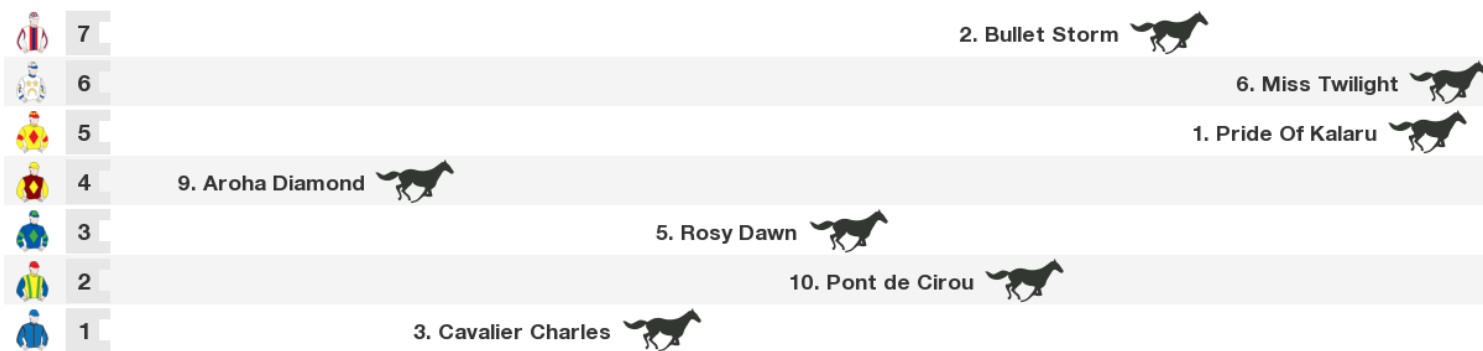 7 2. Bullet Storm
6 6. Miss Twilight
5 1. Pride Of Kalaru
4 9. Aroha Diamond
3 5. Rosy Dawn
2 10. Pont de Cirou
1 3. Cavalier Charles